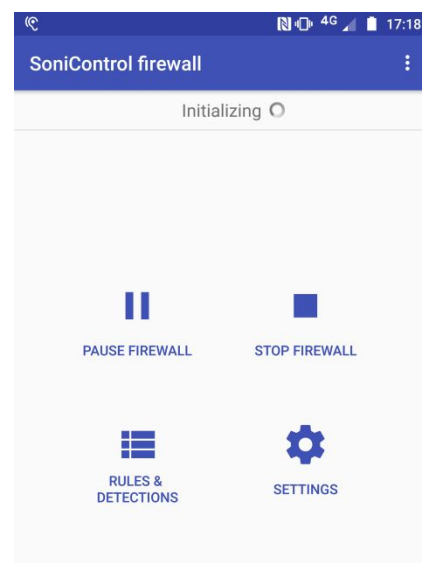 4G 17:18
SoniControl firewall
Initializing
PAUSE FIREWALL STOP FIREWALL
RULES &
DETECTIONS
SETTINGS